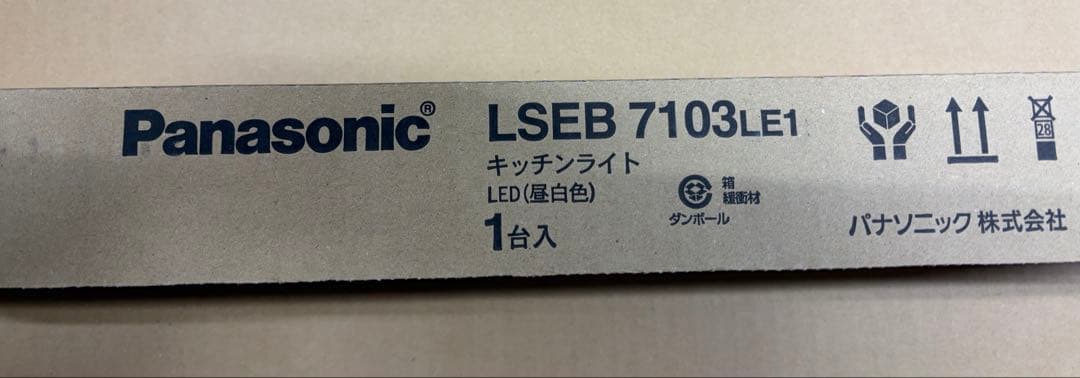 Panasonic®
LSEB 7103LE1
キッチンライト
LED(昼白色)
1台入
ダンボール
箱
緩衝材
28
パナソニック 株式会社